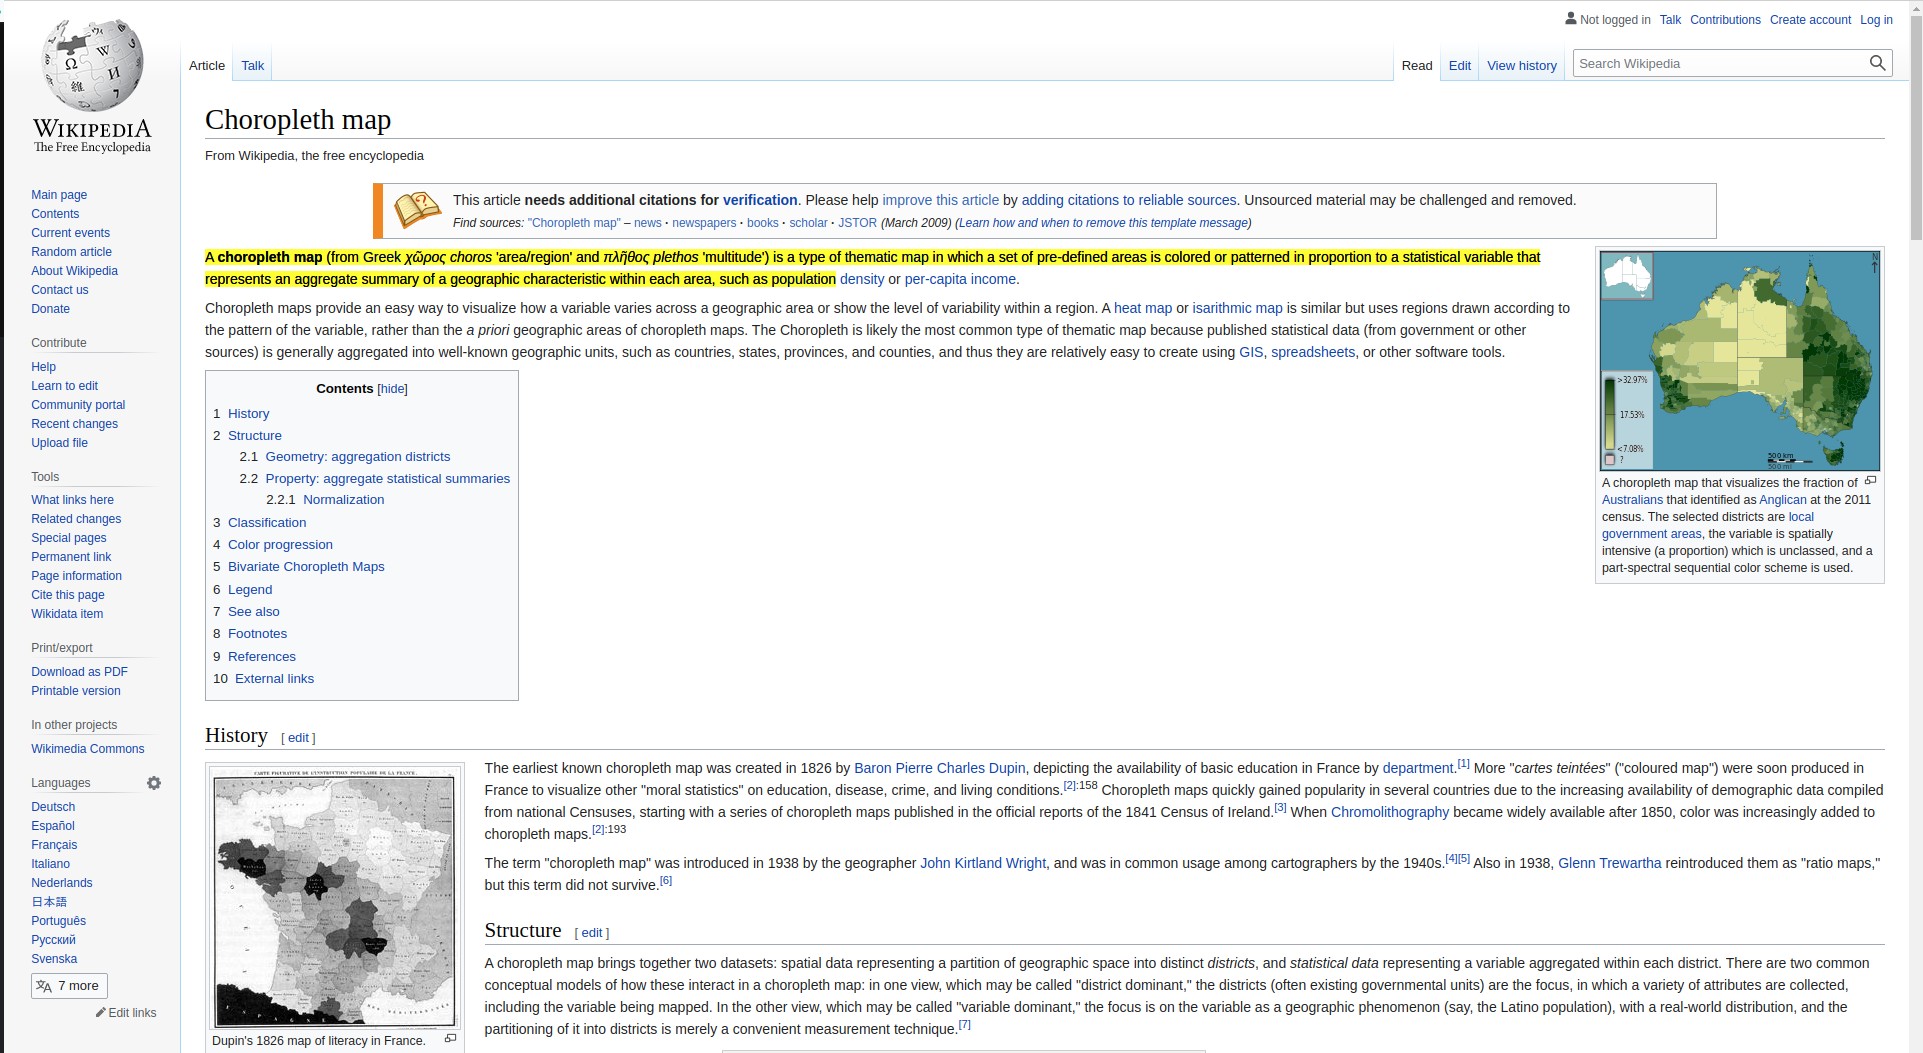 Not logged in Talk Contributions Create account Log in
WIKIPEDIA
The Free Encyclopedia
Article Talk
Read Edit View history
Search Wikipedia
Main page
Contents
Current events
Random article
About Wikipedia
Contact us
Donate
Contribute
Help
Learn to edit
Community portal
Recent changes
Upload file
Tools
What links here
Related changes
Special pages
Permanent link
Page information
Cite this page
Wikidata item
Print/export
Download as PDF
Printable version
In other projects
Wikimedia Commons
Languages
Deutsch
Español
Français
Italiano
Nederlands
日本語
Português
Русский
Svenska
7 more
Edit links
Choropleth map
From Wikipedia, the free encyclopedia
This article needs additional citations for verification. Please help improve this article by adding citations to reliable sources. Unsourced material may be challenged and removed.
Find sources: "Choropleth map" – news · newspapers · books · scholar · JSTOR (March 2009) (Learn how and when to remove this template message)
A choropleth map (from Greek χῶρος choros 'area/region' and πλῆθος plethos 'multitude') is a type of thematic map in which a set of pre-defined areas is colored or patterned in proportion to a statistical variable that
represents an aggregate summary of a geographic characteristic within each area, such as population density or per-capita income.
Choropleth maps provide an easy way to visualize how a variable varies across a geographic area or show the level of variability within a region. A heat map or isarithmic map is similar but uses regions drawn according to
the pattern of the variable, rather than the a priori geographic areas of choropleth maps. The Choropleth is likely the most common type of thematic map because published statistical data (from government or other
sources) is generally aggregated into well-known geographic units, such as countries, states, provinces, and counties, and thus they are relatively easy to create using GIS, spreadsheets, or other software tools.
N
>32.97%
17.53%
<7.08%
?
500 km
500 mi
A choropleth map that visualizes the fraction of
Australians that identified as Anglican at the 2011
census. The selected districts are local
government areas, the variable is spatially
intensive (a proportion) which is unclassed, and a
part-spectral sequential color scheme is used.
Contents [hide]
1 History
2 Structure
2.1 Geometry: aggregation districts
2.2 Property: aggregate statistical summaries
2.2.1 Normalization
3 Classification
4 Color progression
5 Bivariate Choropleth Maps
6 Legend
7 See also
8 Footnotes
9 References
10 External links
History [ edit ]
CARTE FIGURATIVE DE L'INSTRUCTION POPULAIRE DE LA FRANCE.
Dupin's 1826 map of literacy in France.
The earliest known choropleth map was created in 1826 by Baron Pierre Charles Dupin, depicting the availability of basic education in France by department.[1] More "cartes teintées" ("coloured map") were soon produced in
France to visualize other "moral statistics" on education, disease, crime, and living conditions.[2]:158 Choropleth maps quickly gained popularity in several countries due to the increasing availability of demographic data compiled
from national Censuses, starting with a series of choropleth maps published in the official reports of the 1841 Census of Ireland.[3] When Chromolithography became widely available after 1850, color was increasingly added to
choropleth maps.[2]:193
The term "choropleth map" was introduced in 1938 by the geographer John Kirtland Wright, and was in common usage among cartographers by the 1940s.[4][5] Also in 1938, Glenn Trewartha reintroduced them as "ratio maps,"
but this term did not survive.[6]
Structure [ edit ]
A choropleth map brings together two datasets: spatial data representing a partition of geographic space into distinct districts, and statistical data representing a variable aggregated within each district. There are two common
conceptual models of how these interact in a choropleth map: in one view, which may be called "district dominant," the districts (often existing governmental units) are the focus, in which a variety of attributes are collected,
including the variable being mapped. In the other view, which may be called "variable dominant," the focus is on the variable as a geographic phenomenon (say, the Latino population), with a real-world distribution, and the
partitioning of it into districts is merely a convenient measurement technique.[7]